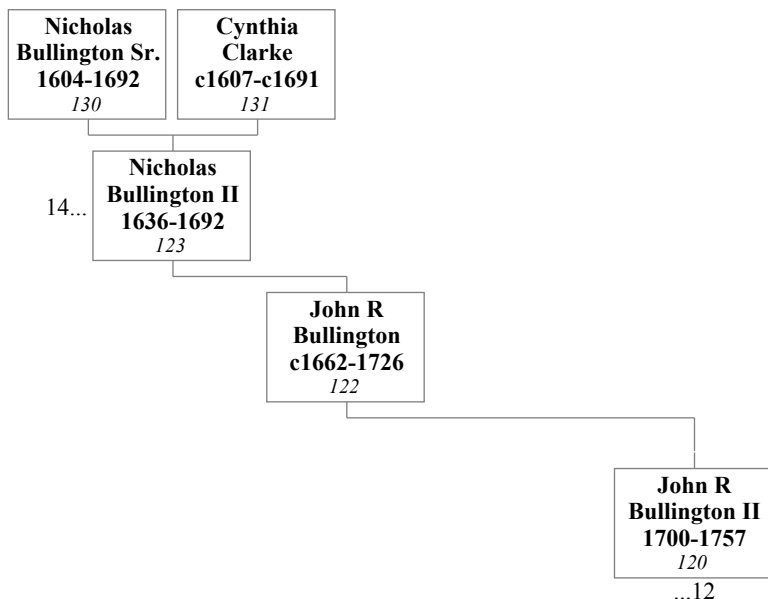 Nicholas
Bullington Sr.
1604-1692
130
Cynthia
Clarke
c1607-c1691
131
14...
Nicholas
Bullington II
1636-1692
123
John R
Bullington
c1662-1726
122
John R
Bullington II
1700-1757
120
...12